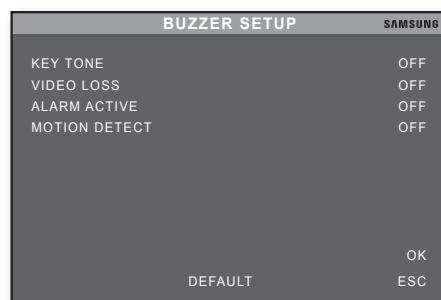 BUZZER SETUP SAMSUNG
KEY TONE OFF
VIDEO LOSS OFF
ALARM ACTIVE OFF
MOTION DETECT OFF
OK
DEFAULT ESC